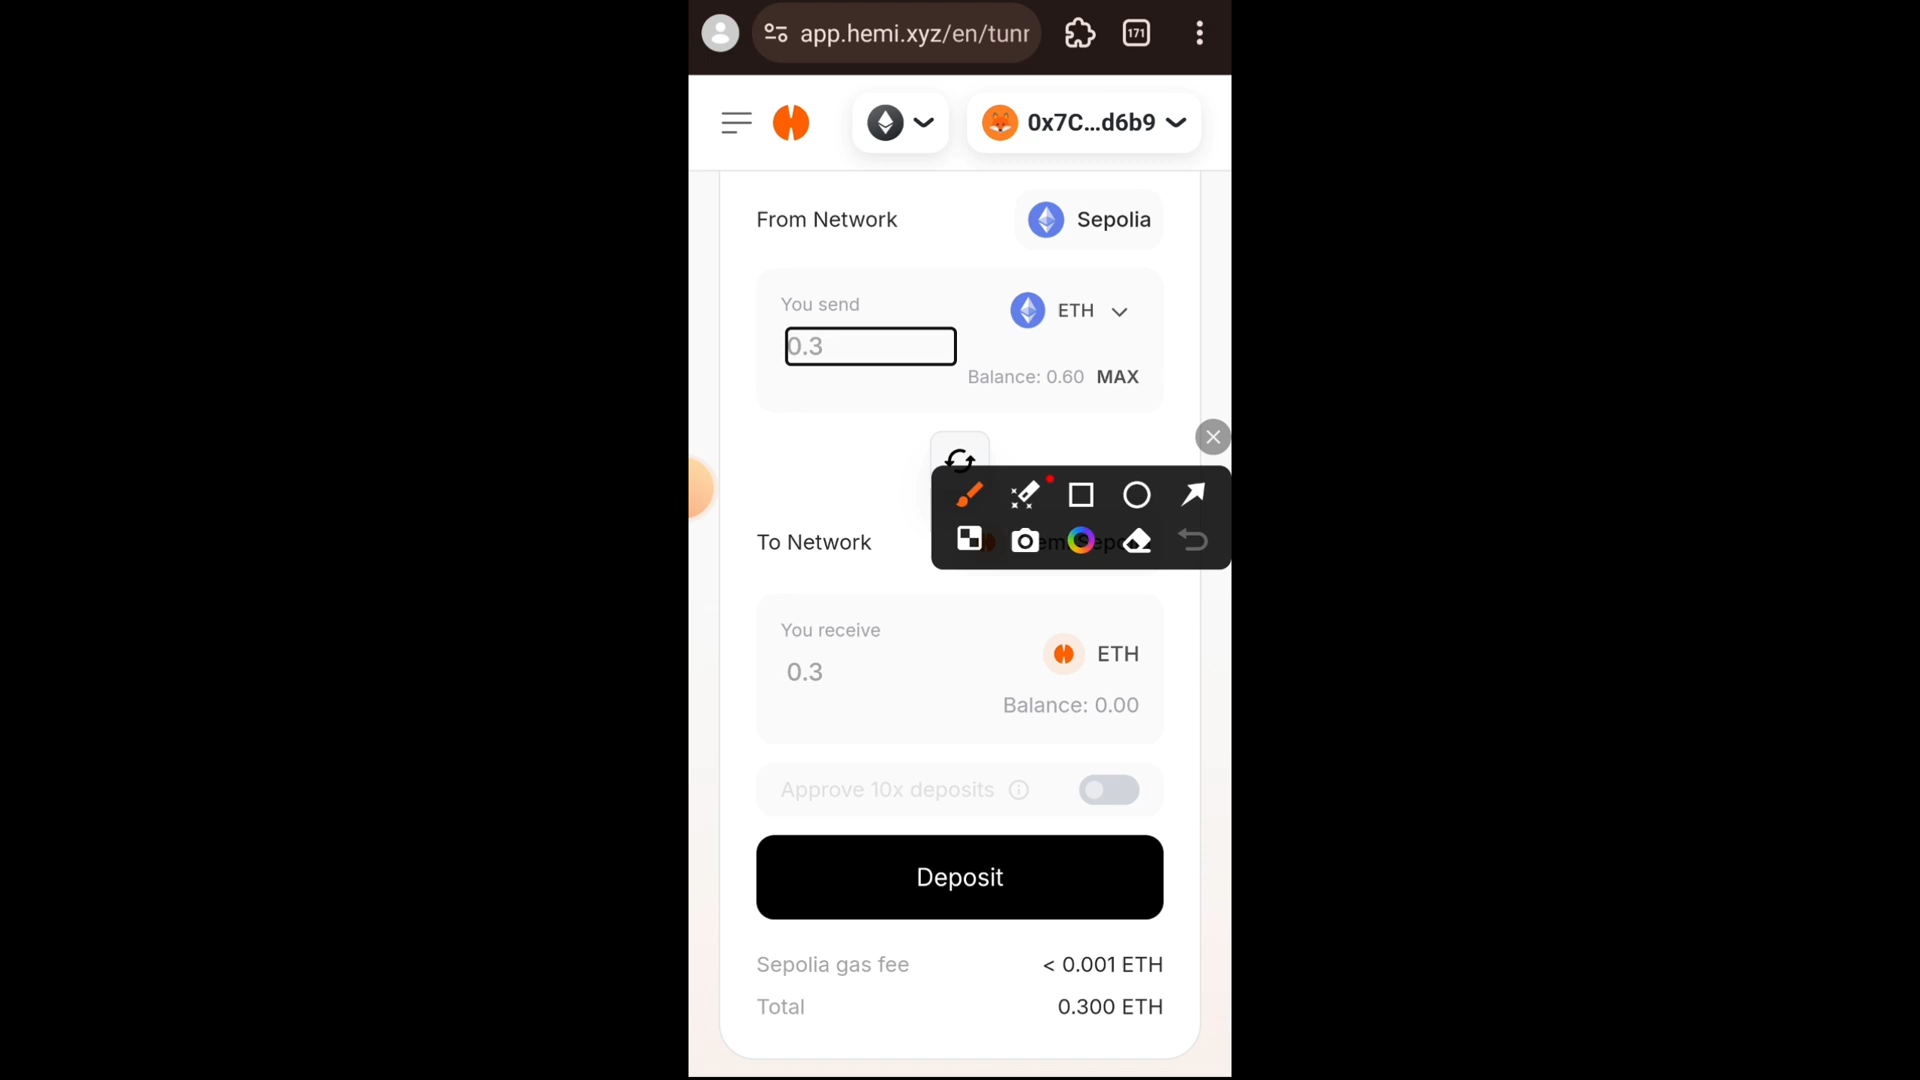 app.hemi.xyz/en/tunr
171
0x7C...d6b9
From Network
Sepolia
You send
ETH
0.3
Balance: 0.60 MAX
To Network
You receive
0.3
ETH
Balance: 0.00
Approve 10x deposits
Deposit
Sepolia gas fee
< 0.001 ETH
Total
0.300 ETH